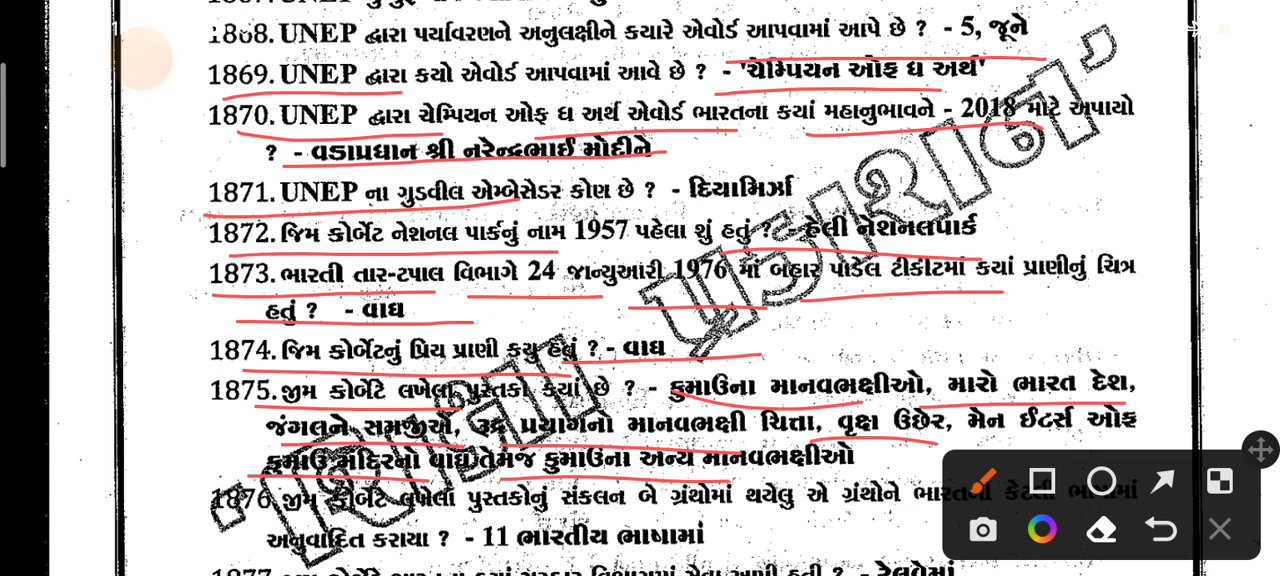 1868. UNEP દ્વારા પર્યાવરણને અનુલક્ષીને કયારે એવોર્ડ આપવામાં આપે છે ? - 5, જૂને
1869. UNEP દ્વારા કયો એવોર્ડ આપવામાં આવે છે ? - 'ચેમ્પિયન ઓફ ધ અર્થ'
1870. UNEP દ્વારા ચેમ્પિયન ઓફ ધ અર્થ એવોર્ડ ભારતના કયાં મહાનુભાવને - 2018 માટે અપાયો
? - વડાપ્રધાન શ્રી નરેન્દ્રભાઈ મોદીને
1871. UNEP ના ગુડવીલ એમ્બેસેડર કોણ છે ? - દિયામિર્ઝા
1872. જિમ કોર્બેટ નેશનલ પાર્કનું નામ 1957 પહેલા શું હતું ? - હેલી નેશનલપાર્ક
1873. ભારતી તાર-ટપાલ વિભાગે 24 જાન્યુઆરી 1976 માં બહાર પાડેલ ટીકીટમાં કયાં પ્રાણીનું ચિત્ર
હતું ? - વાઘ
1874. જિમ કોર્બેટનું પ્રિય પ્રાણી કયુ હતું ? - વાઘ
1875. જીમ કોર્બેટે લખેલા પુસ્તકો કયાં છે ? - કુમાઉના માનવભક્ષીઓ, મારો ભારત દેશ,
જંગલને સમજીએ, રૂદ્ર પ્રયાગનો માનવભક્ષી ચિત્તા, વૃક્ષ ઉછેર, મેન ઈટર્સ ઓફ
કુમાઉ મંદિરનો વાઘ તેમજ કુમાઉના અન્ય માનવભક્ષીઓ
1876. જીમ કોર્બેટે લખેલા પુસ્તકોનું સંકલન બે ગ્રંથોમાં થયેલુ એ ગ્રંથોને ભારતની કેટલી ભાષામાં
અનુવાદિત કરાયા ? - 11 ભારતીય ભાષામાં